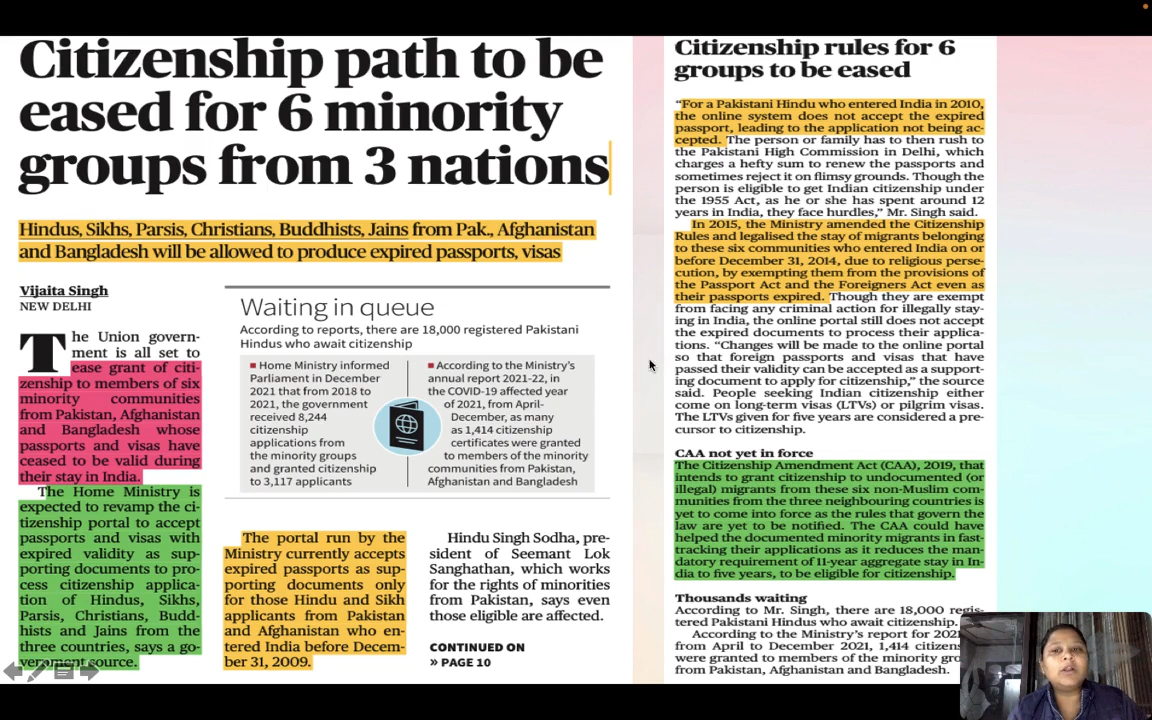 Citizenship path to be
eased for 6 minority
groups from 3 nations
Hindus, Sikhs, Parsis, Christians, Buddhists, Jains from Pak., Afghanistan
and Bangladesh will be allowed to produce expired passports, visas
Vijaita Singh
NEW DELHI
The Union govern-
ment is all set to
ease grant of citi-
zenship to members of six
minority communities
from Pakistan, Afghanistan
and Bangladesh whose
passports and visas have
ceased to be valid during
their stay in India.
The Home Ministry is
expected to revamp the ci-
tizenship portal to accept
passports and visas with
expired validity as sup-
porting documents to pro-
cess citizenship applica-
tion of Hindus, Sikhs,
Parsis, Christians, Budd-
hists and Jains from the
three countries, says a go-
vernment source.
Waiting in queue
According to reports, there are 18,000 registered Pakistani
Hindus who await citizenship
Home Ministry informed
Parliament in December
2021 that from 2018 to
2021, the government
received 8,244
citizenship
applications from
the minority groups
and granted citizenship
to 3,117 applicants
According to the Ministry's
annual report 2021-22, in
the COVID-19 affected year
of 2021, from April-
December, as many
as 1,414 citizenship
certificates were granted
to members of the minority
communities from Pakistan,
Afghanistan and Bangladesh
The portal run by the
Ministry currently accepts
expired passports as sup-
porting documents only
for those Hindu and Sikh
applicants from Pakistan
and Afghanistan who en-
tered India before Decem-
ber 31, 2009.
Hindu Singh Sodha, pre-
sident of Seemant Lok
Sanghathan, which works
for the rights of minorities
from Pakistan, says even
those eligible are affected.
CONTINUED ON
» PAGE 10
Citizenship rules for 6
groups to be eased
“For a Pakistani Hindu who entered India in 2010,
the online system does not accept the expired
passport, leading to the application not being ac-
cepted. The person or family has to then rush to
the Pakistani High Commission in Delhi, which
charges a hefty sum to renew the passports and
sometimes reject it on flimsy grounds. Though the
person is eligible to get Indian citizenship under
the 1955 Act, as he or she has spent around 12
years in India, they face hurdles,” Mr. Singh said.
In 2015, the Ministry amended the Citizenship
Rules and legalised the stay of migrants belonging
to these six communities who entered India on or
before December 31, 2014, due to religious perse-
cution, by exempting them from the provisions of
the Passport Act and the Foreigners Act even as
their passports expired. Though they are exempt
from facing any criminal action for illegally stay-
ing in India, the online portal still does not accept
the expired documents to process their applica-
tions. “Changes will be made to the online portal
so that foreign passports and visas that have
passed their validity can be accepted as a support-
ing document to apply for citizenship,” the source
said. People seeking Indian citizenship either
come on long-term visas (LTVs) or pilgrim visas.
The LTVs given for five years are considered a pre-
cursor to citizenship.
CAA not yet in force
The Citizenship Amendment Act (CAA), 2019, that
intends to grant citizenship to undocumented (or
illegal) migrants from these six non-Muslim com-
munities from the three neighbouring countries is
yet to come into force as the rules that govern the
law are yet to be notified. The CAA could have
helped the documented minority migrants in fast-
tracking their applications as it reduces the man-
datory requirement of 11-year aggregate stay in In-
dia to five years, to be eligible for citizenship.
Thousands waiting
According to Mr. Singh, there are 18,000 regis-
tered Pakistani Hindus who await citizenship.
According to the Ministry's report for
from April to December 2021, 1,414
were granted to members of the minority
from Pakistan, Afghanistan and Bangladesh.